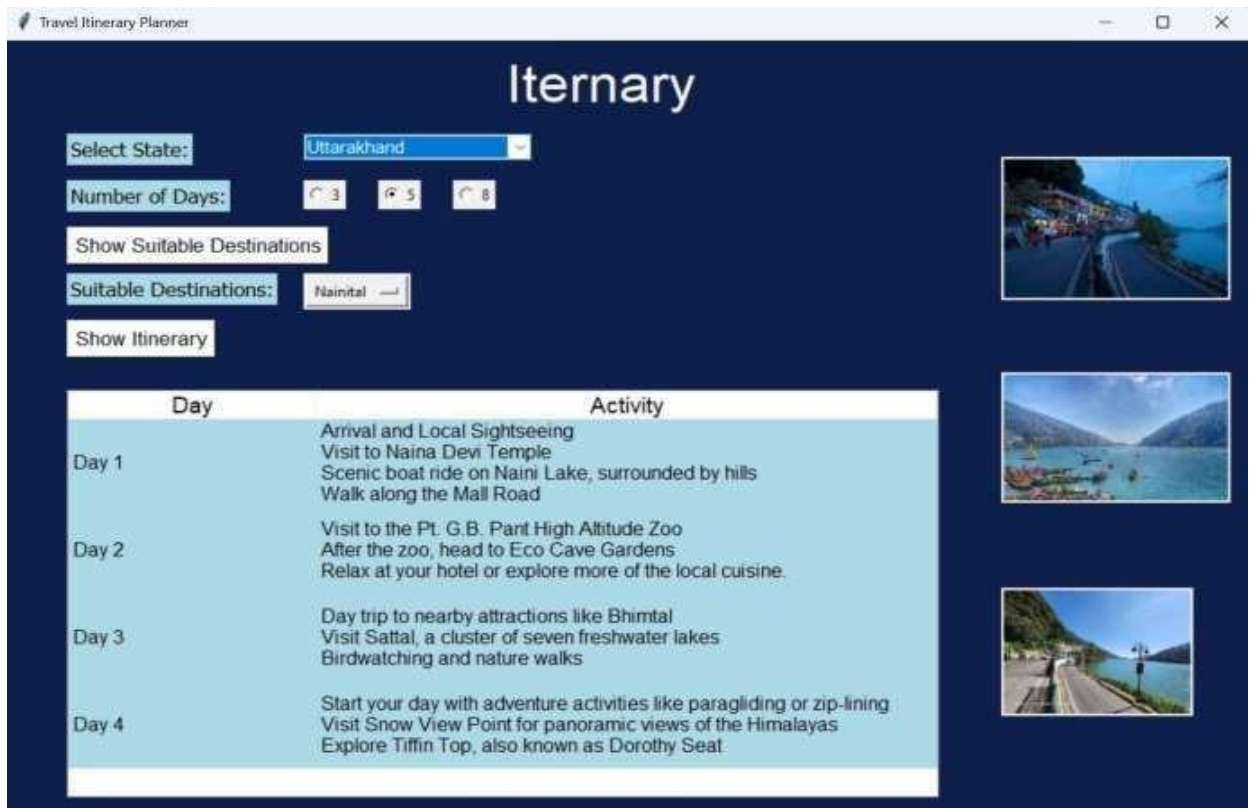 Travel Itinerary Planner
Iternary
Select State:
Uttarakhand
Number of Days:
3
5
8
Show Suitable Destinations
Suitable Destinations:
Nainital
Show Itinerary
Day
Activity
Day 1
Arrival and Local Sightseeing
Visit to Naina Devi Temple
Scenic boat ride on Naini Lake, surrounded by hills
Walk along the Mall Road
Day 2
Visit to the Pt. G.B. Pant High Altitude Zoo
After the zoo, head to Eco Cave Gardens
Relax at your hotel or explore more of the local cuisine.
Day 3
Day trip to nearby attractions like Bhimtal
Visit Sattal, a cluster of seven freshwater lakes
Birdwatching and nature walks
Day 4
Start your day with adventure activities like paragliding or zip-lining
Visit Snow View Point for panoramic views of the Himalayas
Explore Tiffin Top, also known as Dorothy Seat